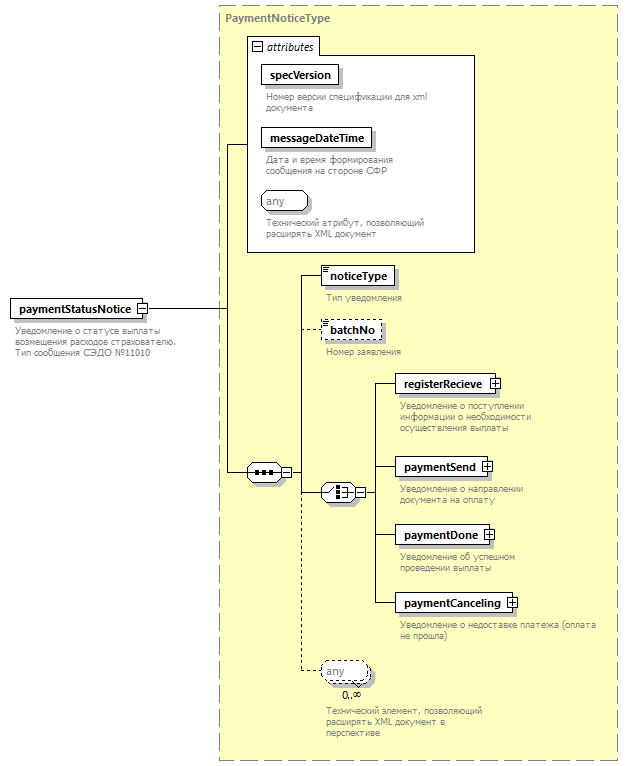 PaymentNoticeType
attributes
specVersion
Номер версии спецификации для xml
документа
messageDateTime
Дата и время формирования
сообщения на стороне СФР
any
Технический атрибут, позволяющий
расширять XML документ
paymentStatusNotice
Уведомление о статусе выплаты
возмещения расходов страхователю.
Тип сообщения СЭДО №11010
noticeType
Тип уведомления
batchNo
Номер заявления
registerRecieve
Уведомление о поступлении
информации о необходимости
осуществления выплаты
paymentSend
Уведомление о направлении
документа на оплату
paymentDone
Уведомление об успешном
проведении выплаты
paymentCanceling
Уведомление о недоставке платежа (оплата
не прошла)
any
0..∞
Технический элемент, позволяющий
расширять XML документ в
перспективе